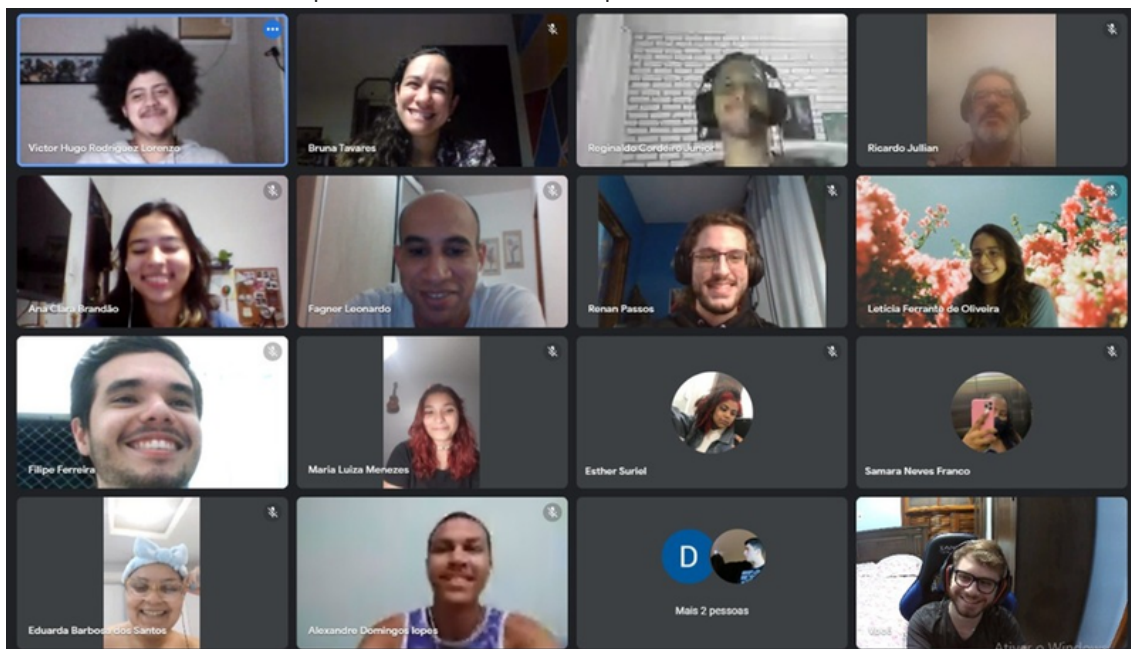 Victor Hugo Rodriguez Lorenzo
Bruna Tavares
Reginaldo Cordeiro Junior
Ricardo Jullian
Ana Clara Brandão
Fagner Leonardo
Renan Passos
Leticia Ferrante de Oliveira
Filipe Ferreira
Maria Luiza Menezes
Esther Suriel
Samara Neves Franco
Eduarda Barbosa dos Santos
Alexandre Domingos lopes
D
Mais 2 pessoas
Você
Ativar o Windows